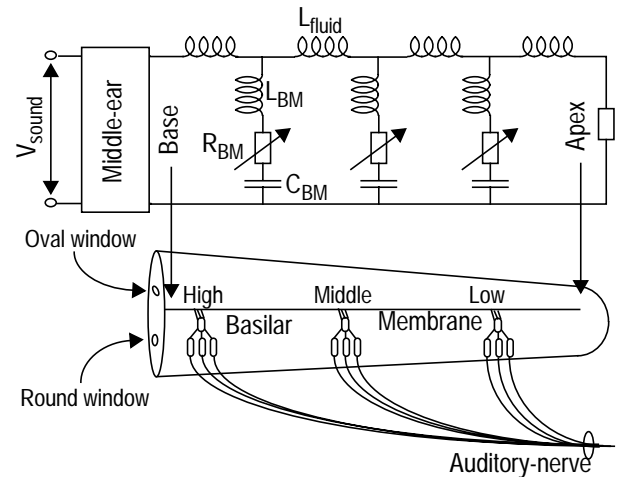 L_fluid
V_sound
Middle-ear
Base
L_BM
R_BM
C_BM
Apex
Oval window
High
Middle
Low
Basilar
Membrane
Round window
Auditory-nerve